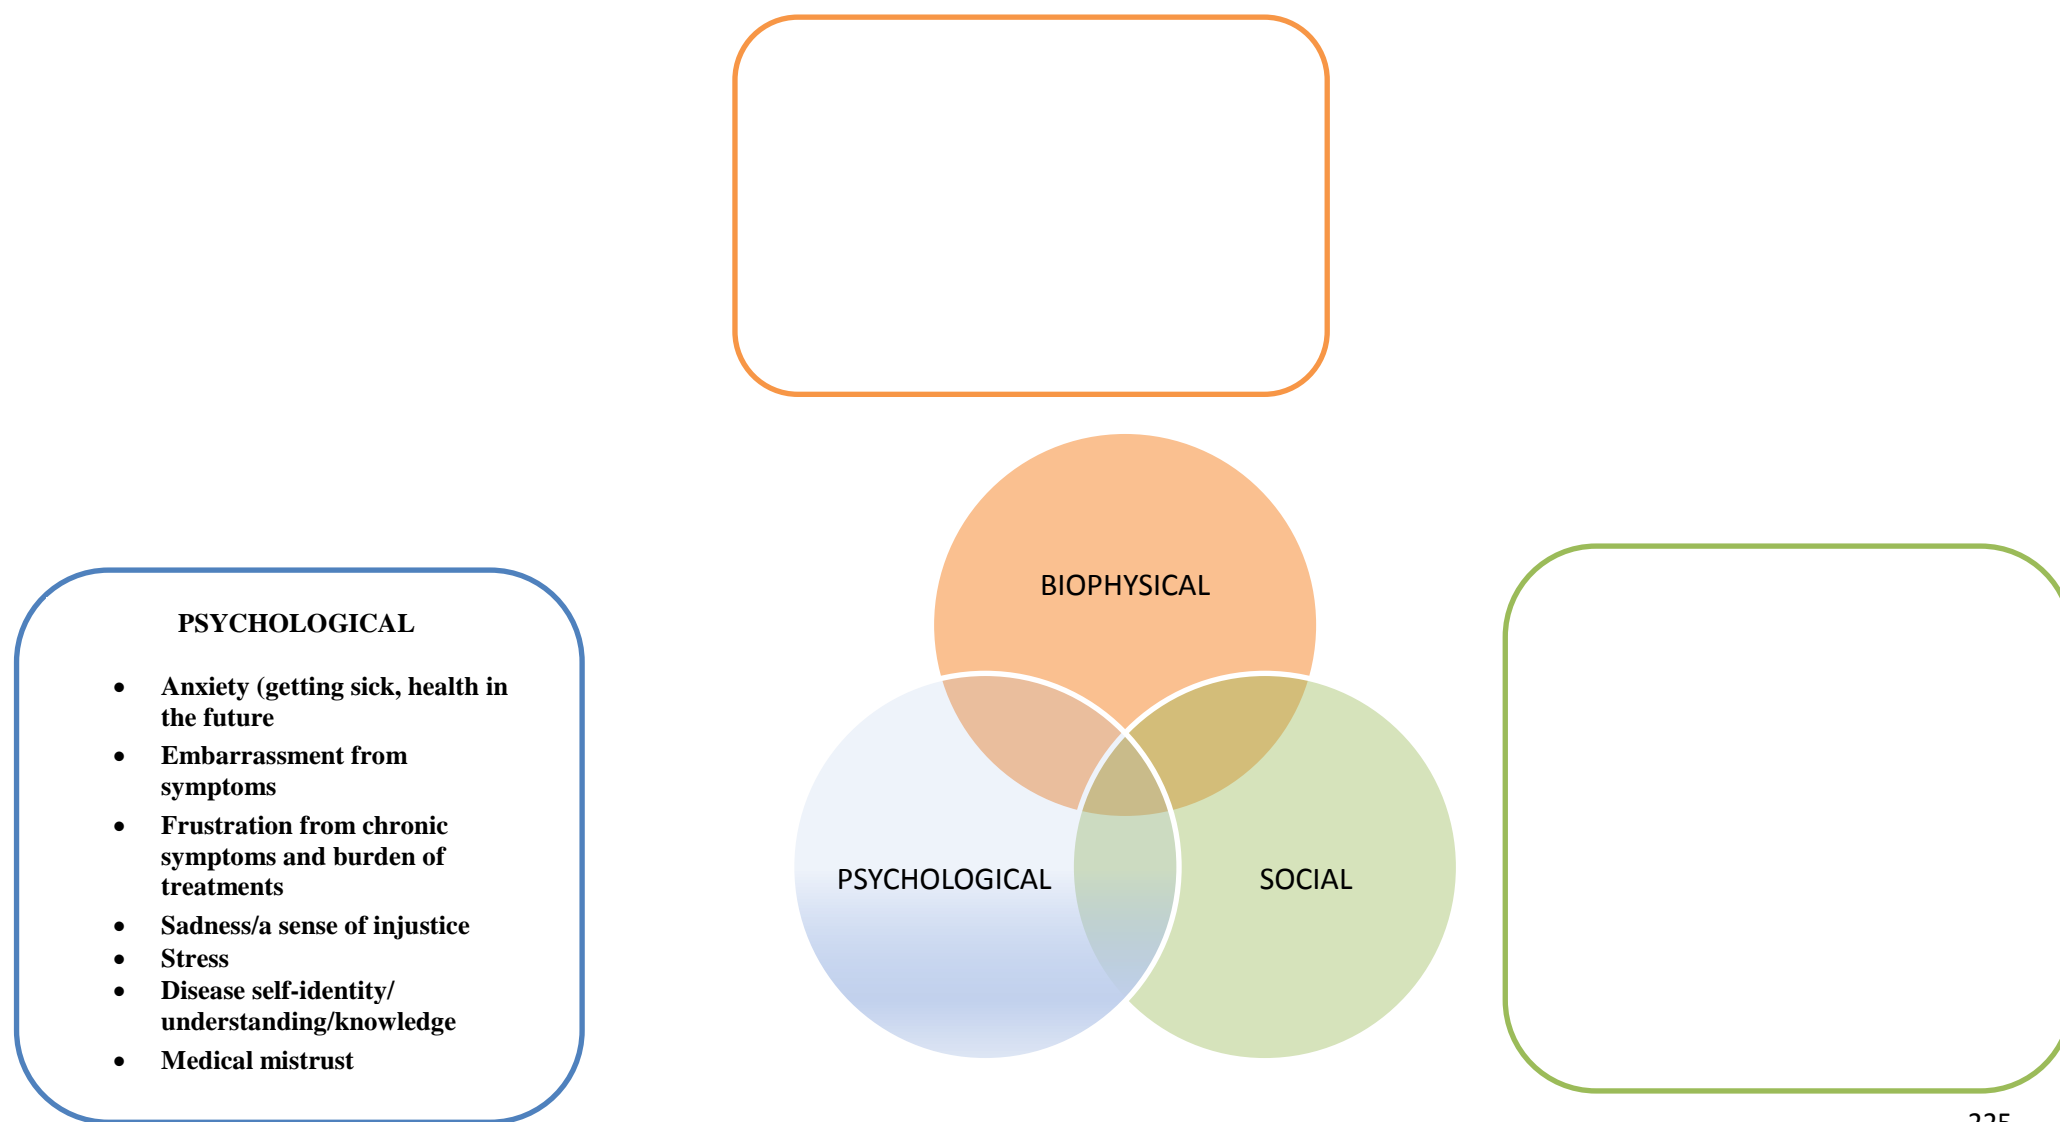 BIOPHYSICAL
PSYCHOLOGICAL
• Anxiety (getting sick, health in
the future
• Embarrassment from
symptoms
• Frustration from chronic
symptoms and burden of
treatments
• Sadness/a sense of injustice
• Stress
• Disease self-identity/
understanding/knowledge
• Medical mistrust
PSYCHOLOGICAL
SOCIAL